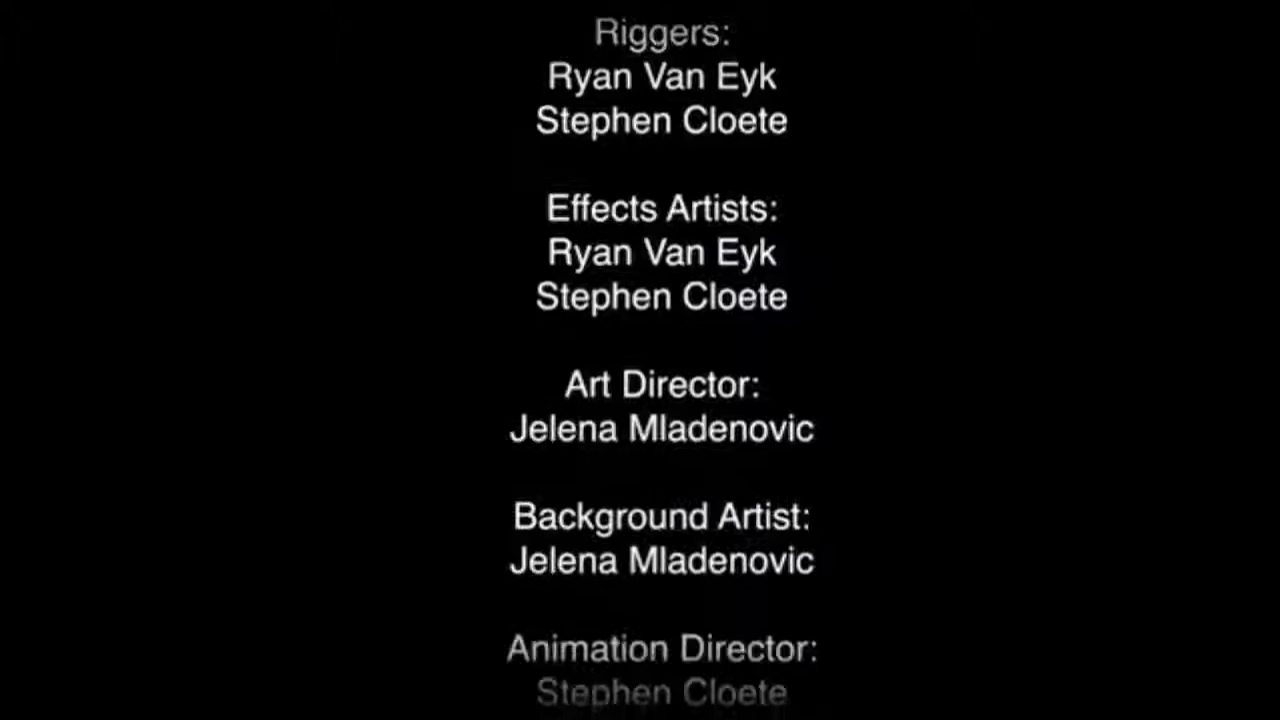 Riggers:
Ryan Van Eyk
Stephen Cloete
Effects Artists:
Ryan Van Eyk
Stephen Cloete
Art Director:
Jelena Mladenovic
Background Artist:
Jelena Mladenovic
Animation Director:
Stephen Cloete